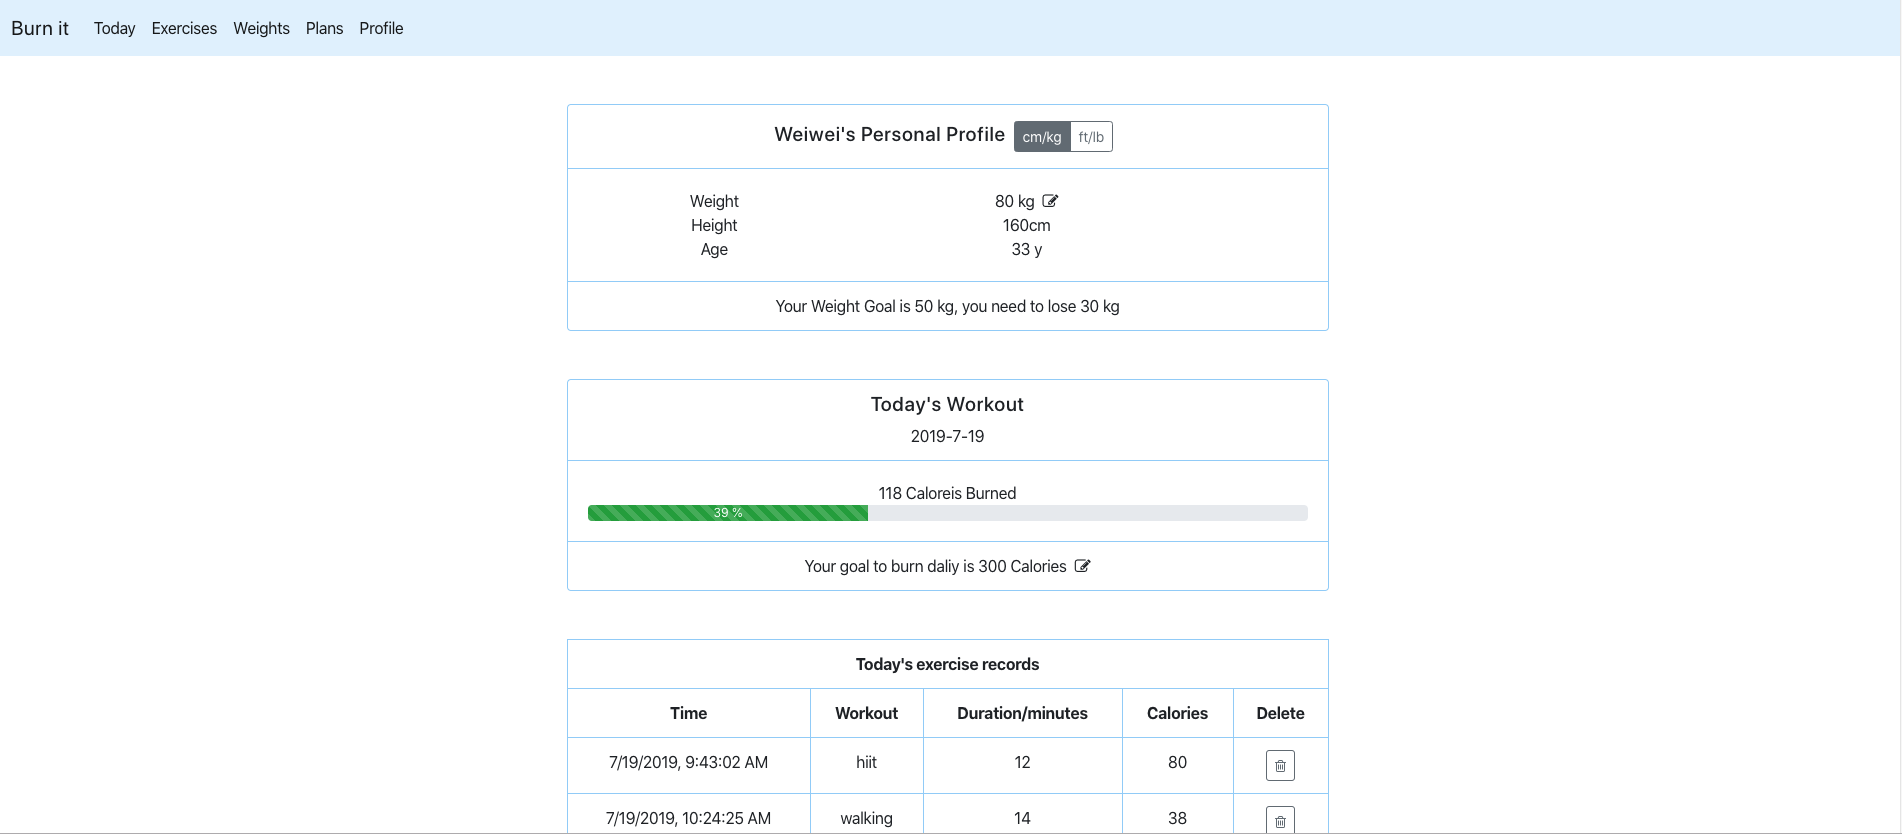 Burn it Today Exercises Weights Plans Profile
Weiwei's Personal Profile cm/kg ft/lb
Weight 80 kg
Height 160cm
Age 33 y
Your Weight Goal is 50 kg, you need to lose 30 kg
Today's Workout
2019-7-19
118 Caloreis Burned
39 %
Your goal to burn daliy is 300 Calories
Today's exercise records
Time Workout Duration/minutes Calories Delete
7/19/2019, 9:43:02 AM hiit 12 80
7/19/2019, 10:24:25 AM walking 14 38